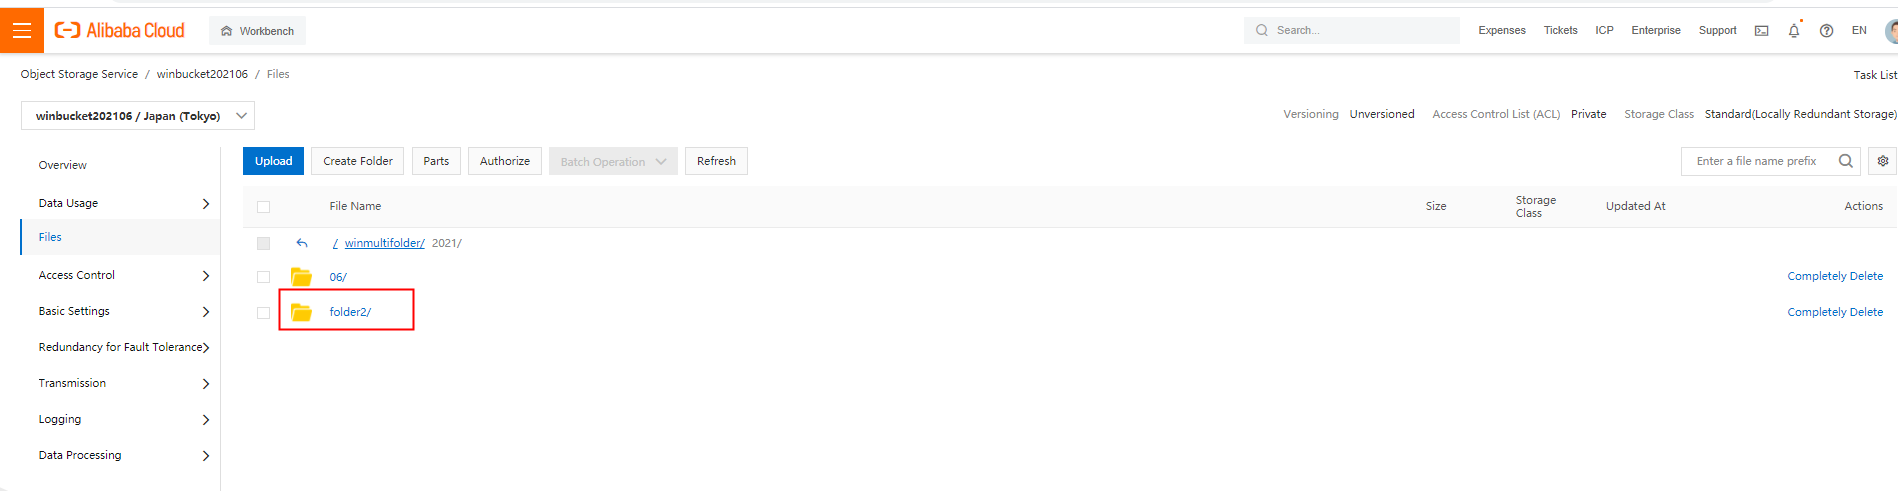 Alibaba Cloud Workbench Search... Expenses Tickets ICP Enterprise Support EN
Object Storage Service / winbucket202106 / Files Task List
winbucket202106 / Japan (Tokyo) Versioning Unversioned Access Control List (ACL) Private Storage Class Standard(Locally Redundant Storage)
Overview
Data Usage
Files
Access Control
Basic Settings
Redundancy for Fault Tolerance
Transmission
Logging
Data Processing
Upload Create Folder Parts Authorize Batch Operation Refresh Enter a file name prefix
File Name Size Storage Class Updated At Actions
/ winmultifolder/ 2021/
06/ Completely Delete
folder2/ Completely Delete